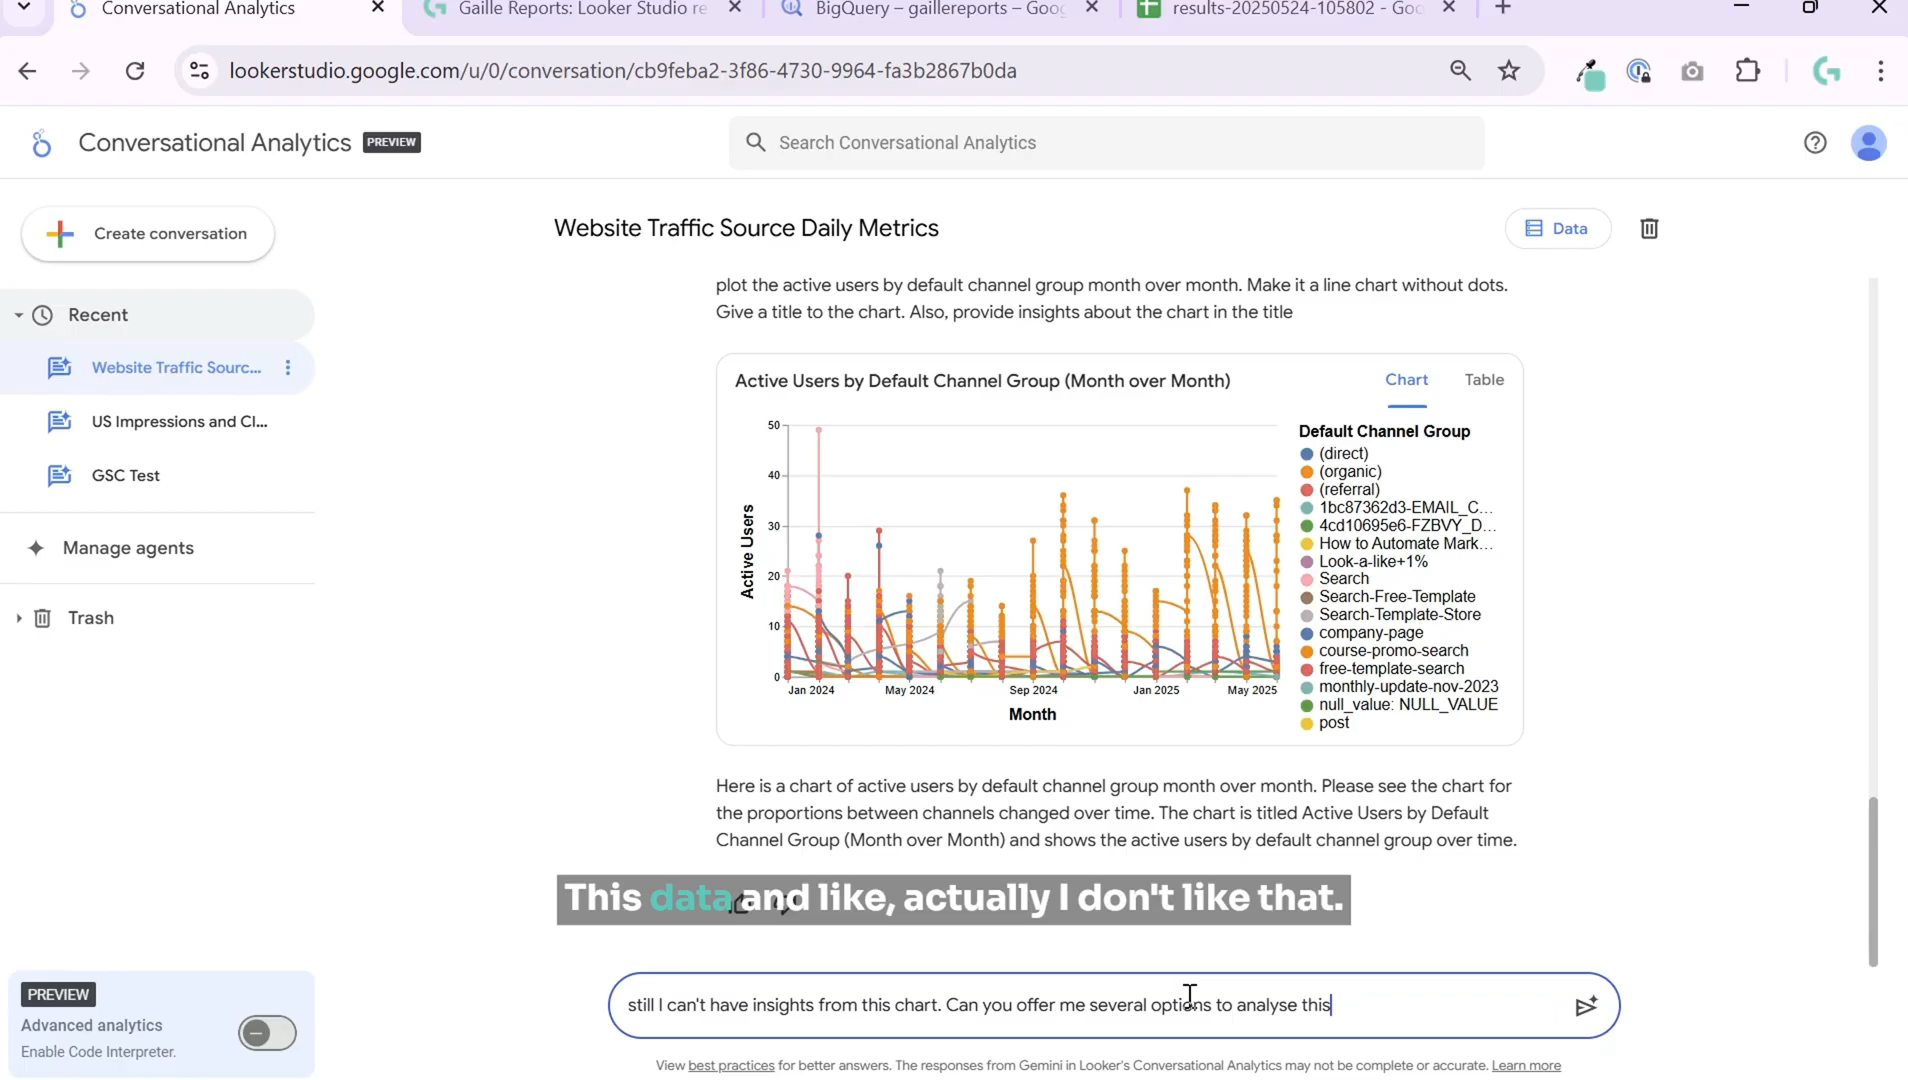 Conversational Analytics
Gaille Reports: Looker Studio re
BigQuery – gaillereports – Goog
results-20250524-105802 - Goo
lookerstudio.google.com/u/0/conversation/cb9feba2-3f86-4730-9964-fa3b2867b0da
Conversational Analytics PREVIEW
Search Conversational Analytics
Create conversation
Recent
Website Traffic Sourc...
US Impressions and Cl...
GSC Test
Manage agents
Trash
Website Traffic Source Daily Metrics
Data
plot the active users by default channel group month over month. Make it a line chart without dots.
Give a title to the chart. Also, provide insights about the chart in the title
Active Users by Default Channel Group (Month over Month)
Chart
Table
50
40
30
20
10
0
Active Users
Jan 2024
May 2024
Sep 2024
Jan 2025
May 2025
Month
Default Channel Group
(direct)
(organic)
(referral)
1bc87362d3-EMAIL_C...
4cd10695e6-FZBVY_D...
How to Automate Mark...
Look-a-like+1%
Search
Search-Free-Template
Search-Template-Store
company-page
course-promo-search
free-template-search
monthly-update-nov-2023
null_value: NULL_VALUE
post
Here is a chart of active users by default channel group month over month. Please see the chart for
the proportions between channels changed over time. The chart is titled Active Users by Default
Channel Group (Month over Month) and shows the active users by default channel group over time.
This data and like, actually I don't like that.
still I can't have insights from this chart. Can you offer me several options to analyse this
PREVIEW
Advanced analytics
Enable Code Interpreter.
View best practices for better answers. The responses from Gemini in Looker's Conversational Analytics may not be complete or accurate. Learn more